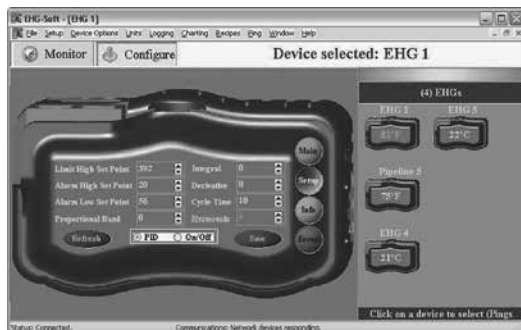 EHG-Soft - [EHG 1]
File Setup Device Options Units Logging Charting Recipes Ping Window Help
Monitor Configure Device selected: EHG 1
(4) EHGs
EHG 1 EHG 5
81°F 22°C
Main
Limit High Set Point 392 Integral 0
Alarm High Set Point 20 Derivative 0
Setup
Pipeline 5
Alarm Low Set Point 56 Cycle Time 10
75°F
Info
Proportional Band 0 Hysteresis
EHG 4
Refresh PID On/Off Save
21°C
Click on a device to select (Pings
Status: Connected. Communications: Network devices responding.